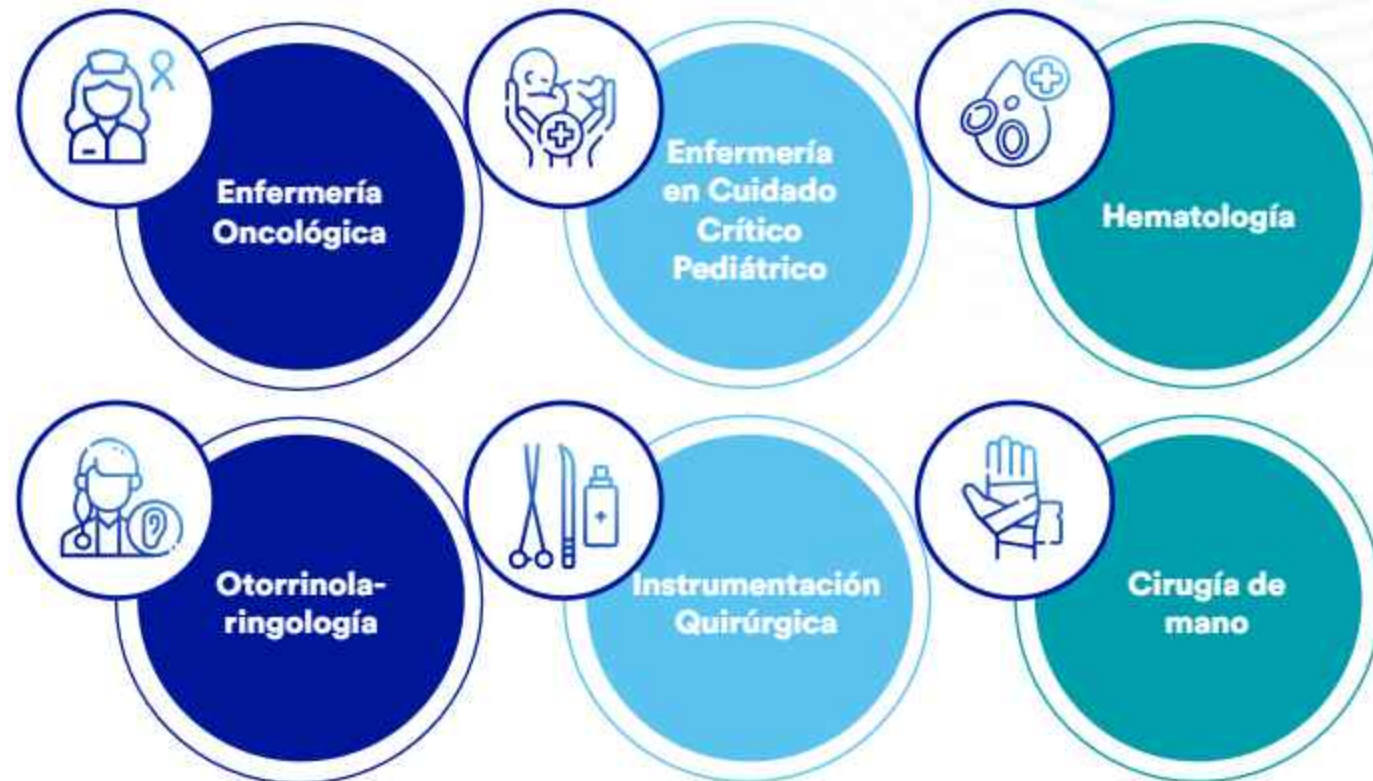 Enfermería
Oncológica
Enfermería
en Cuidado
Crítico
Pediátrico
Hematología
Otorrinola-
ringología
Instrumentación
Quirúrgica
Cirugía de
mano